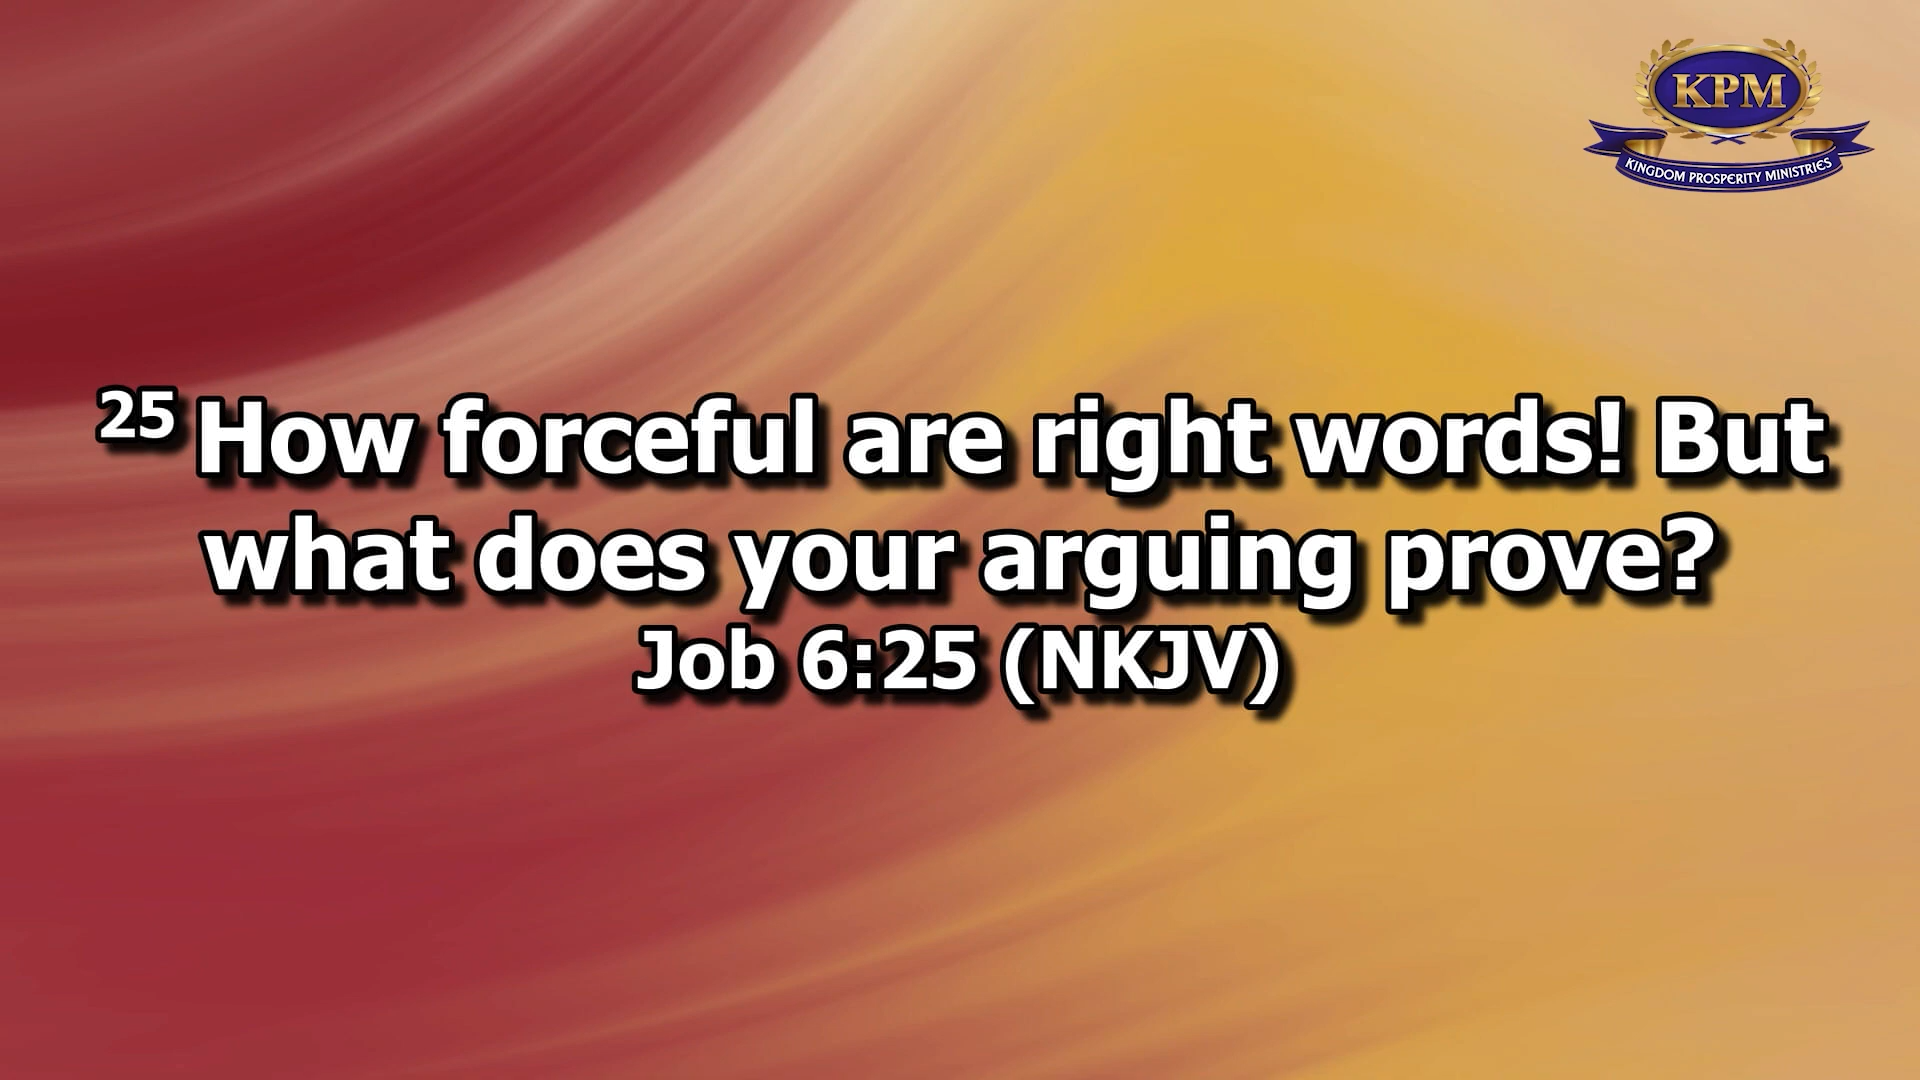 KPM
KINGDOM PROSPERITY MINISTRIES
25 How forceful are right words! But
what does your arguing prove?
Job 6:25 (NKJV)